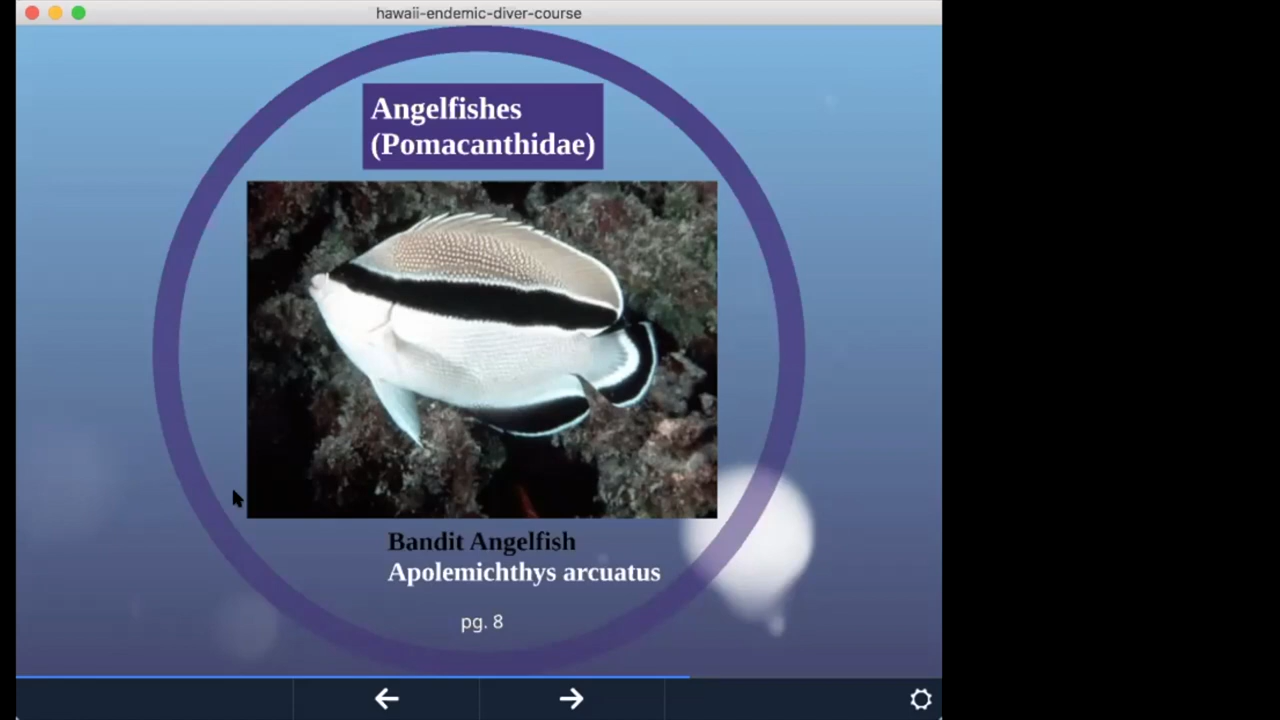 hawaii-endemic-diver-course
Angelfishes
(Pomacanthidae)
Bandit Angelfish
Apolemichthys arcuatus
pg. 8